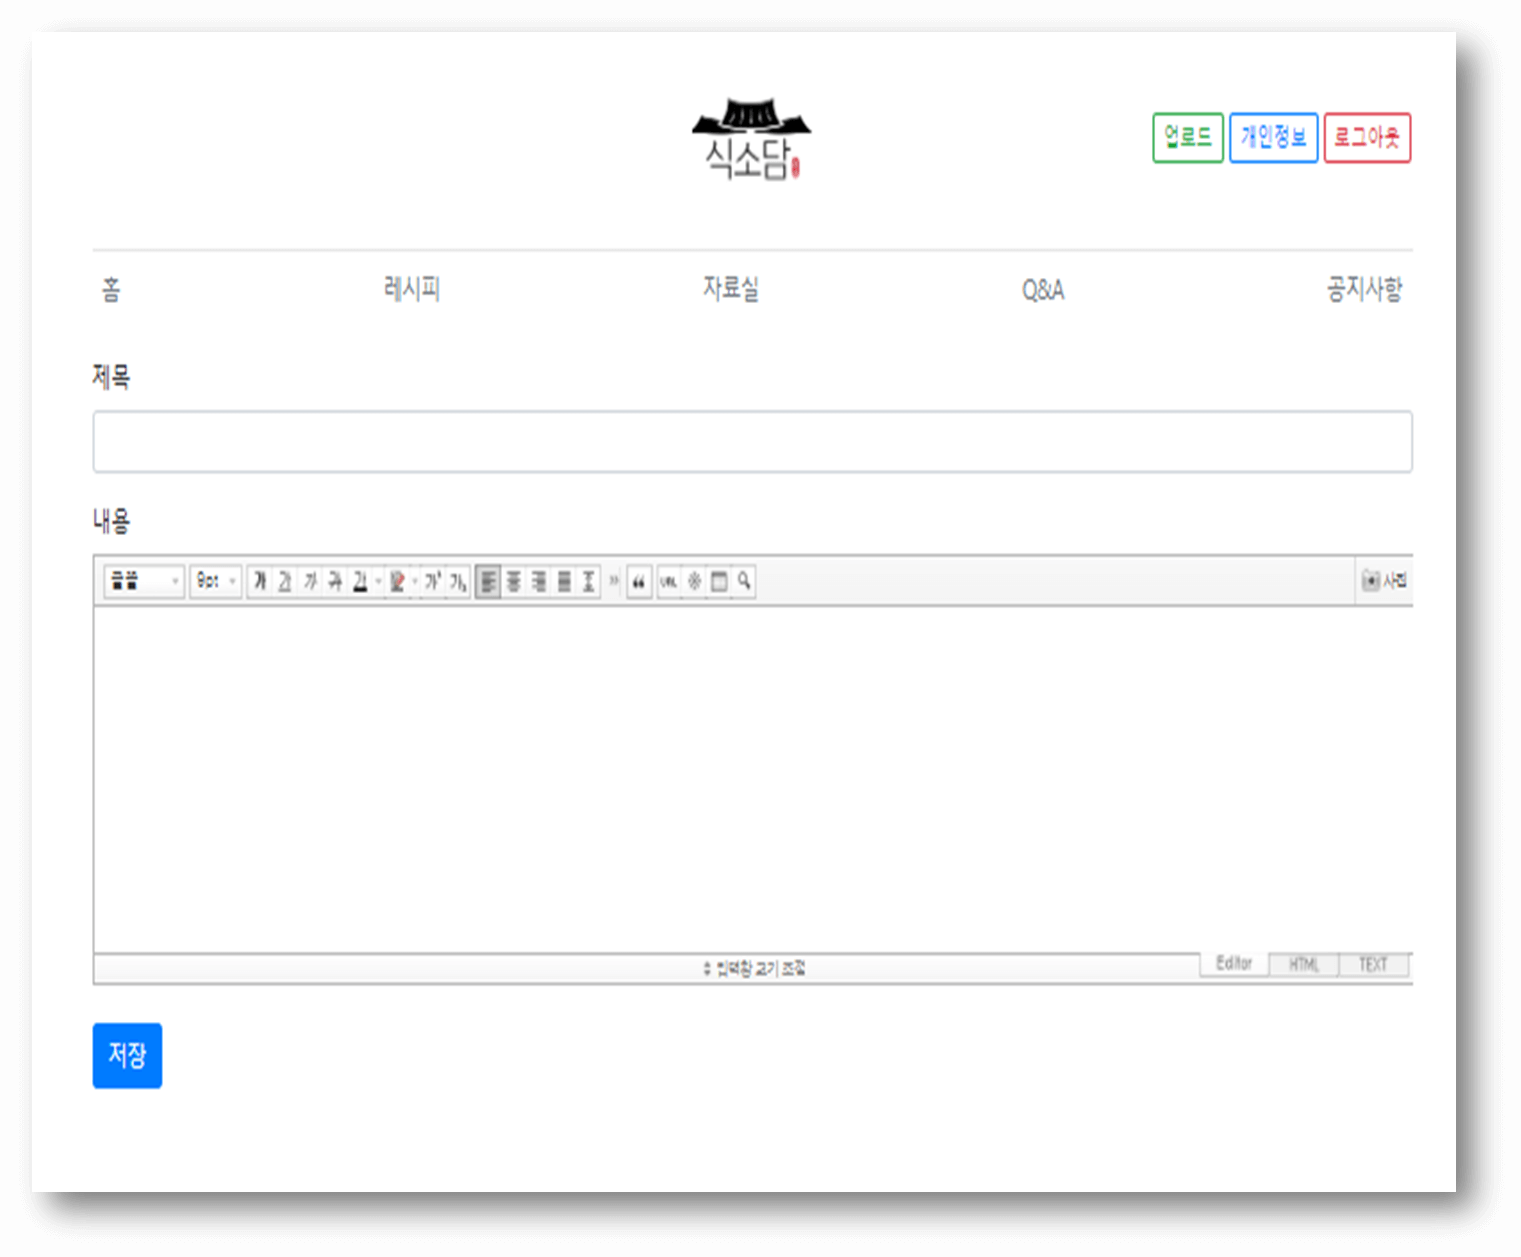 식소담
업로드 개인정보 로그아웃
홈 레시피 자료실 Q&A 공지사항
제목
내용
글꼴 9pt 가 가 가 가 가 가 가 URL 사진
입력창 크기 조절 Editor HTML TEXT
저장